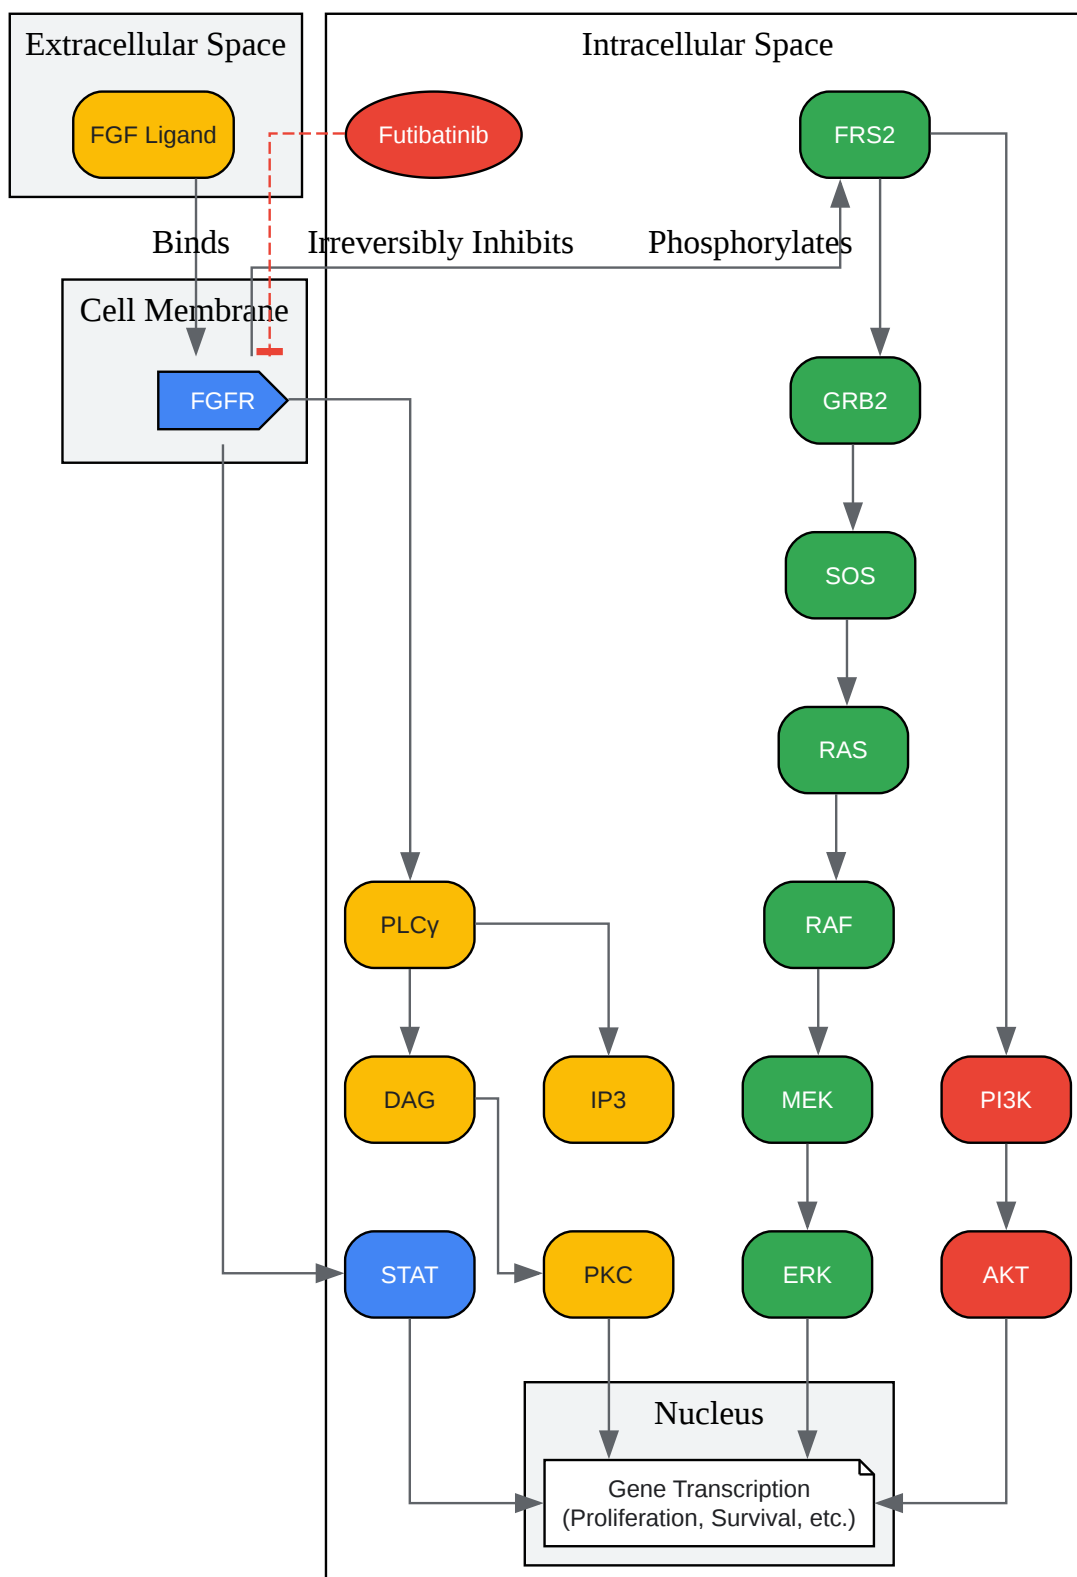 Extracellular Space
Intracellular Space
FGF Ligand
Futibatinib
FRS2
Binds
Irreversibly Inhibits
Phosphorylates
Cell Membrane
FGFR
GRB2
SOS
RAS
PLCγ
RAF
DAG
IP3
MEK
PI3K
STAT
PKC
ERK
AKT
Nucleus
Gene Transcription
(Proliferation, Survival, etc.)